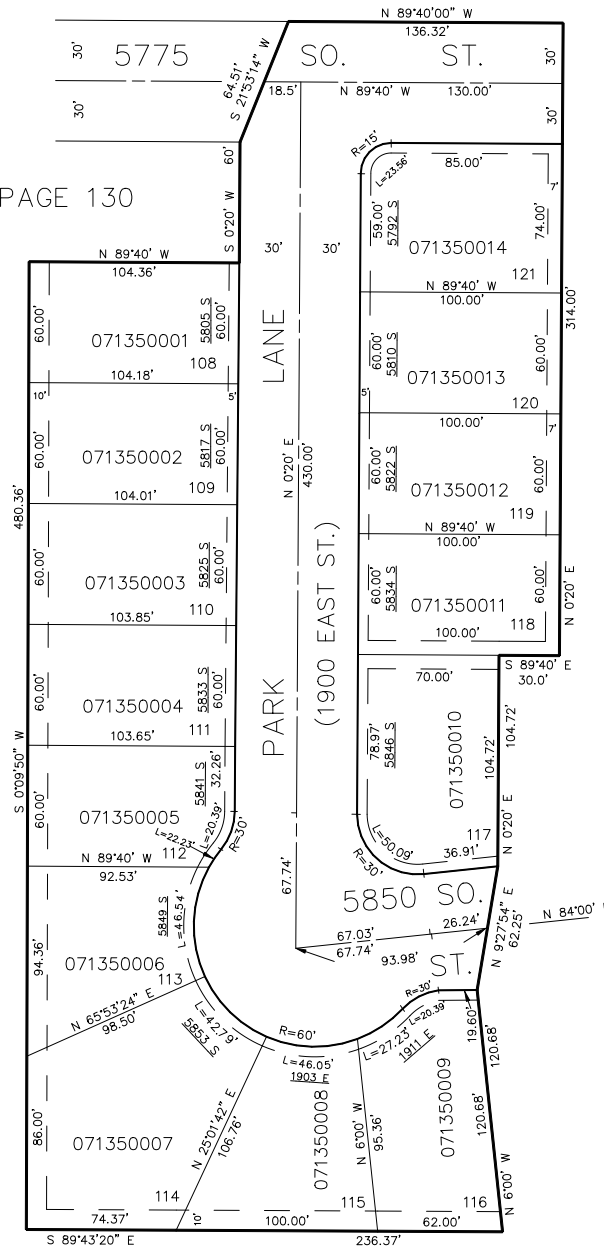 N 89°40'00" W
136.32'
5775 SO. ST.
30'
30'
30'
30'
64.51'
S 21°53'14" W
18.5' N 89°40' W 130.00'
60'
S 0°20' W
PAGE 130
R=15'
L=23.56'
85.00'
7'
59.00'
5792 S
74.00'
071350014
121
N 89°40' W
100.00'
314.00'
30' 30'
N 89°40' W
104.36'
60.00'
5805 S
60.00'
071350001
108
104.18'
10' 5'
60.00'
5817 S
60.00'
071350002
109
104.01'
480.36'
60.00'
5825 S
60.00'
071350003
110
103.85'
60.00'
5833 S
60.00'
071350004
111
103.65'
S 0°09'50" W
60.00'
5841 S
32.26'
071350005
112
L=20.39'
L=22.23'
R=30'
N 89°40' W
92.53'
PARK LANE
(1900 EAST ST.)
N 0°20' E
430.00'
60.00'
5810 S
60.00'
071350013
120
5'
100.00'
7'
60.00'
5822 S
60.00'
071350012
119
N 89°40' W
100.00'
60.00'
5834 S
60.00'
071350011
118
100.00'
N 0°20' E
S 89°40' E
30.0'
70.00'
78.97'
5846 S
071350010
104.72'
104.72'
117
N 0°20' E
L=50.09'
R=30'
36.91'
67.74'
5850 SO.
ST.
67.03'
67.74'
26.24'
93.98'
N 9°27'54" E
62.25'
N 84°00'
5849 S
L=46.54'
94.36'
071350006
113
N 65°53'24" E
98.50'
L=42.79'
5853 S
R=60'
R=30'
L=20.39'
L=27.23'
1911 E
19.60'
L=46.05'
1903 E
120.68'
120.68'
86.00'
071350007
114
N 25°01'42" E
106.76'
071350008
115
N 6°00' W
95.36'
071350009
116
N 6°00' W
74.37' 10' 100.00' 62.00'
S 89°43'20" E 236.37'